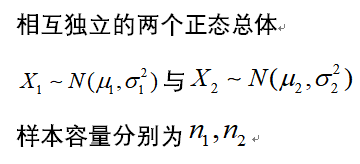 相互独立的两个正态总体
X₁ ~ N(μ₁,σ₁²) 与 X₂ ~ N(μ₂,σ₂²)
样本容量分别为 n₁,n₂